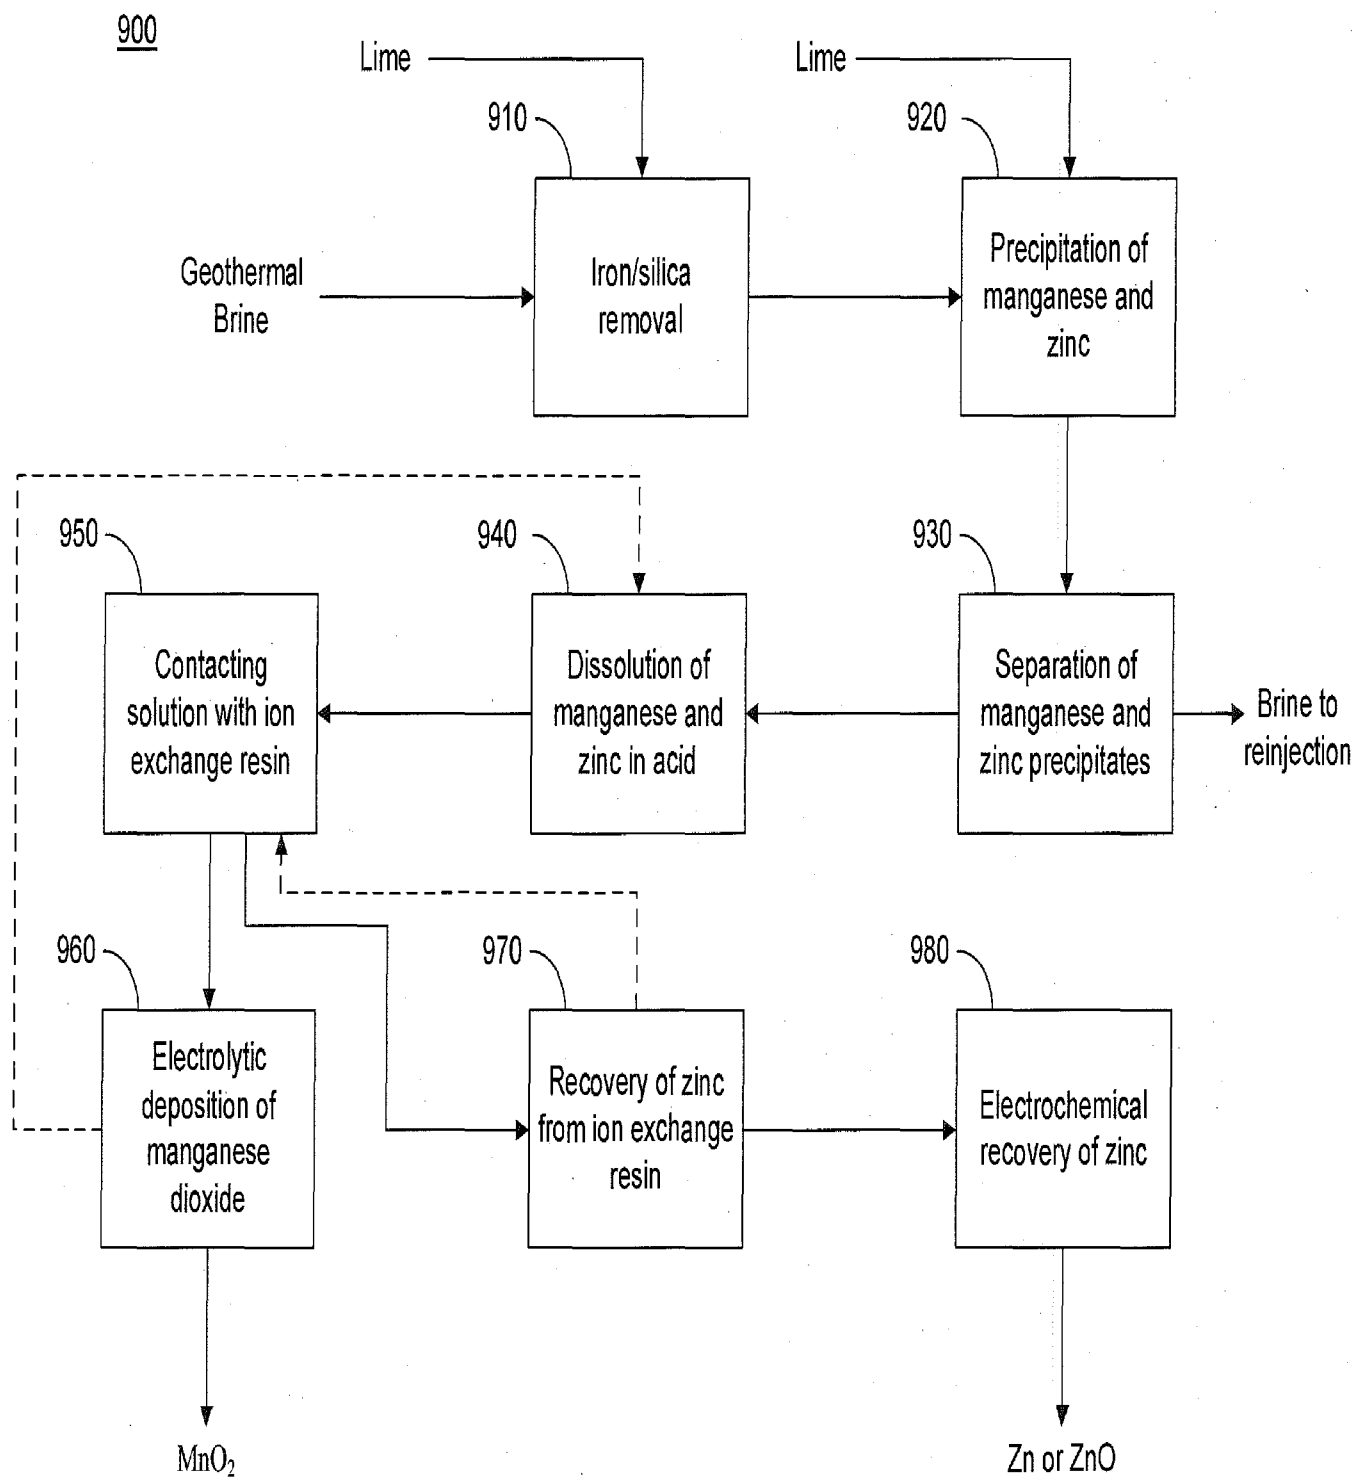 900
Lime
Lime
910
920
Geothermal
Brine
Iron/silica
removal
Precipitation of
manganese and
zinc
950
940
930
Contacting
solution with ion
exchange resin
Dissolution of
manganese and
zinc in acid
Separation of
manganese and
zinc precipitates
Brine to
reinjection
960
970
980
Electrolytic
deposition of
manganese
dioxide
Recovery of zinc
from ion exchange
resin
Electrochemical
recovery of zinc
MnO₂
Zn or ZnO